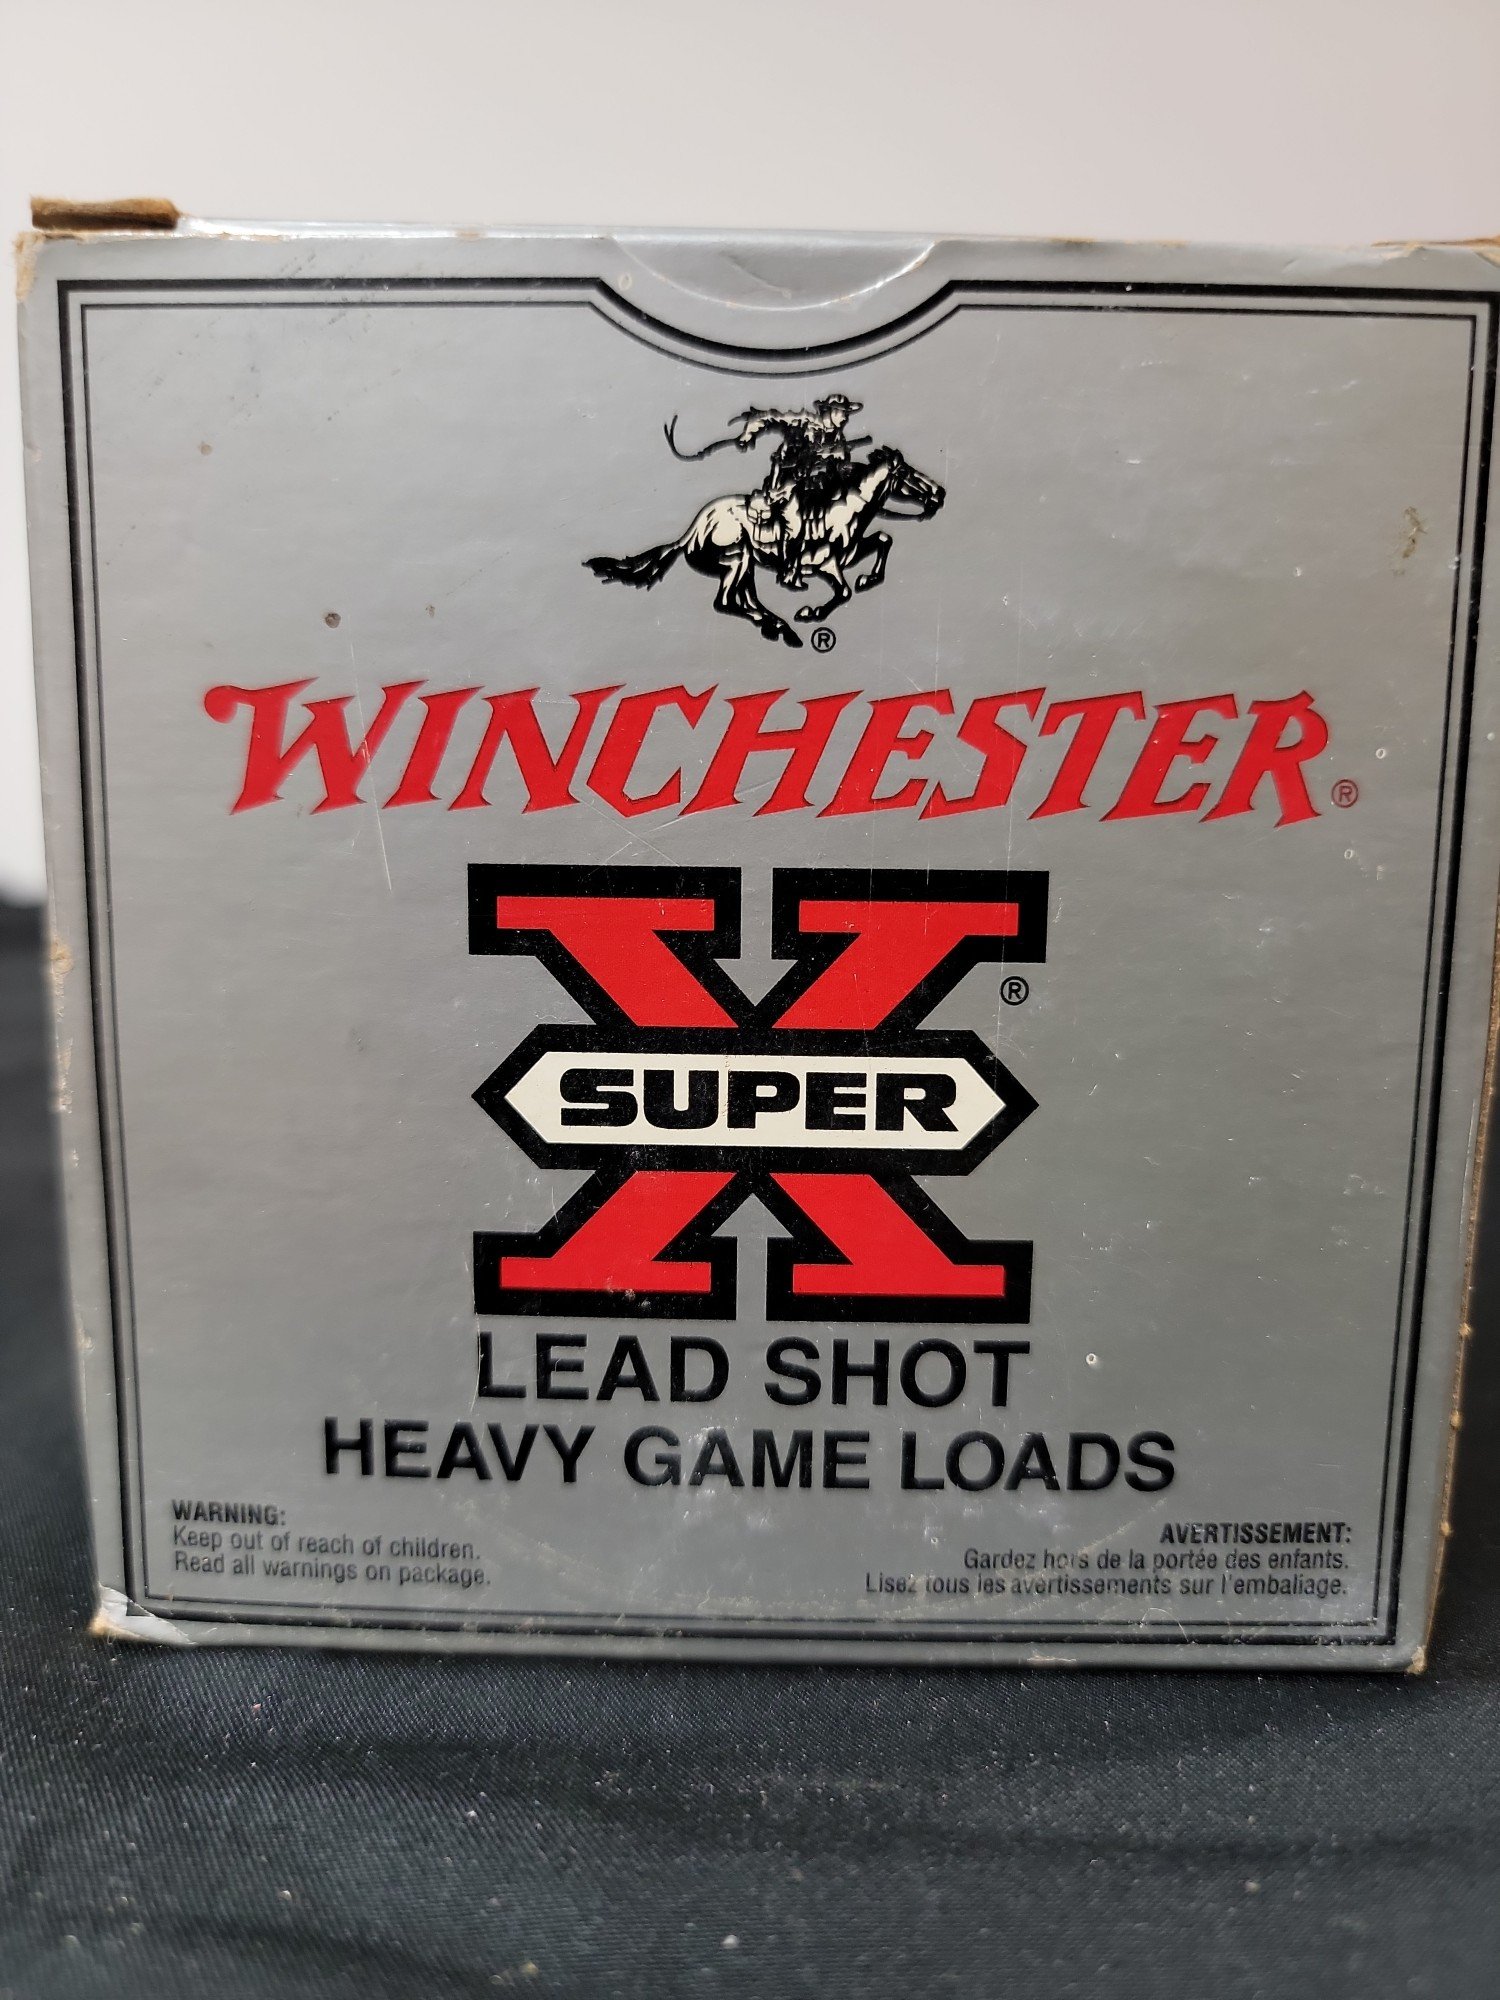 ®
WINCHESTER®
X ®
SUPER
LEAD SHOT
HEAVY GAME LOADS
WARNING:
Keep out of reach of children.
Read all warnings on package.
AVERTISSEMENT:
Gardez hors de la portée des enfants.
Lisez tous les avertissements sur l'emballage.